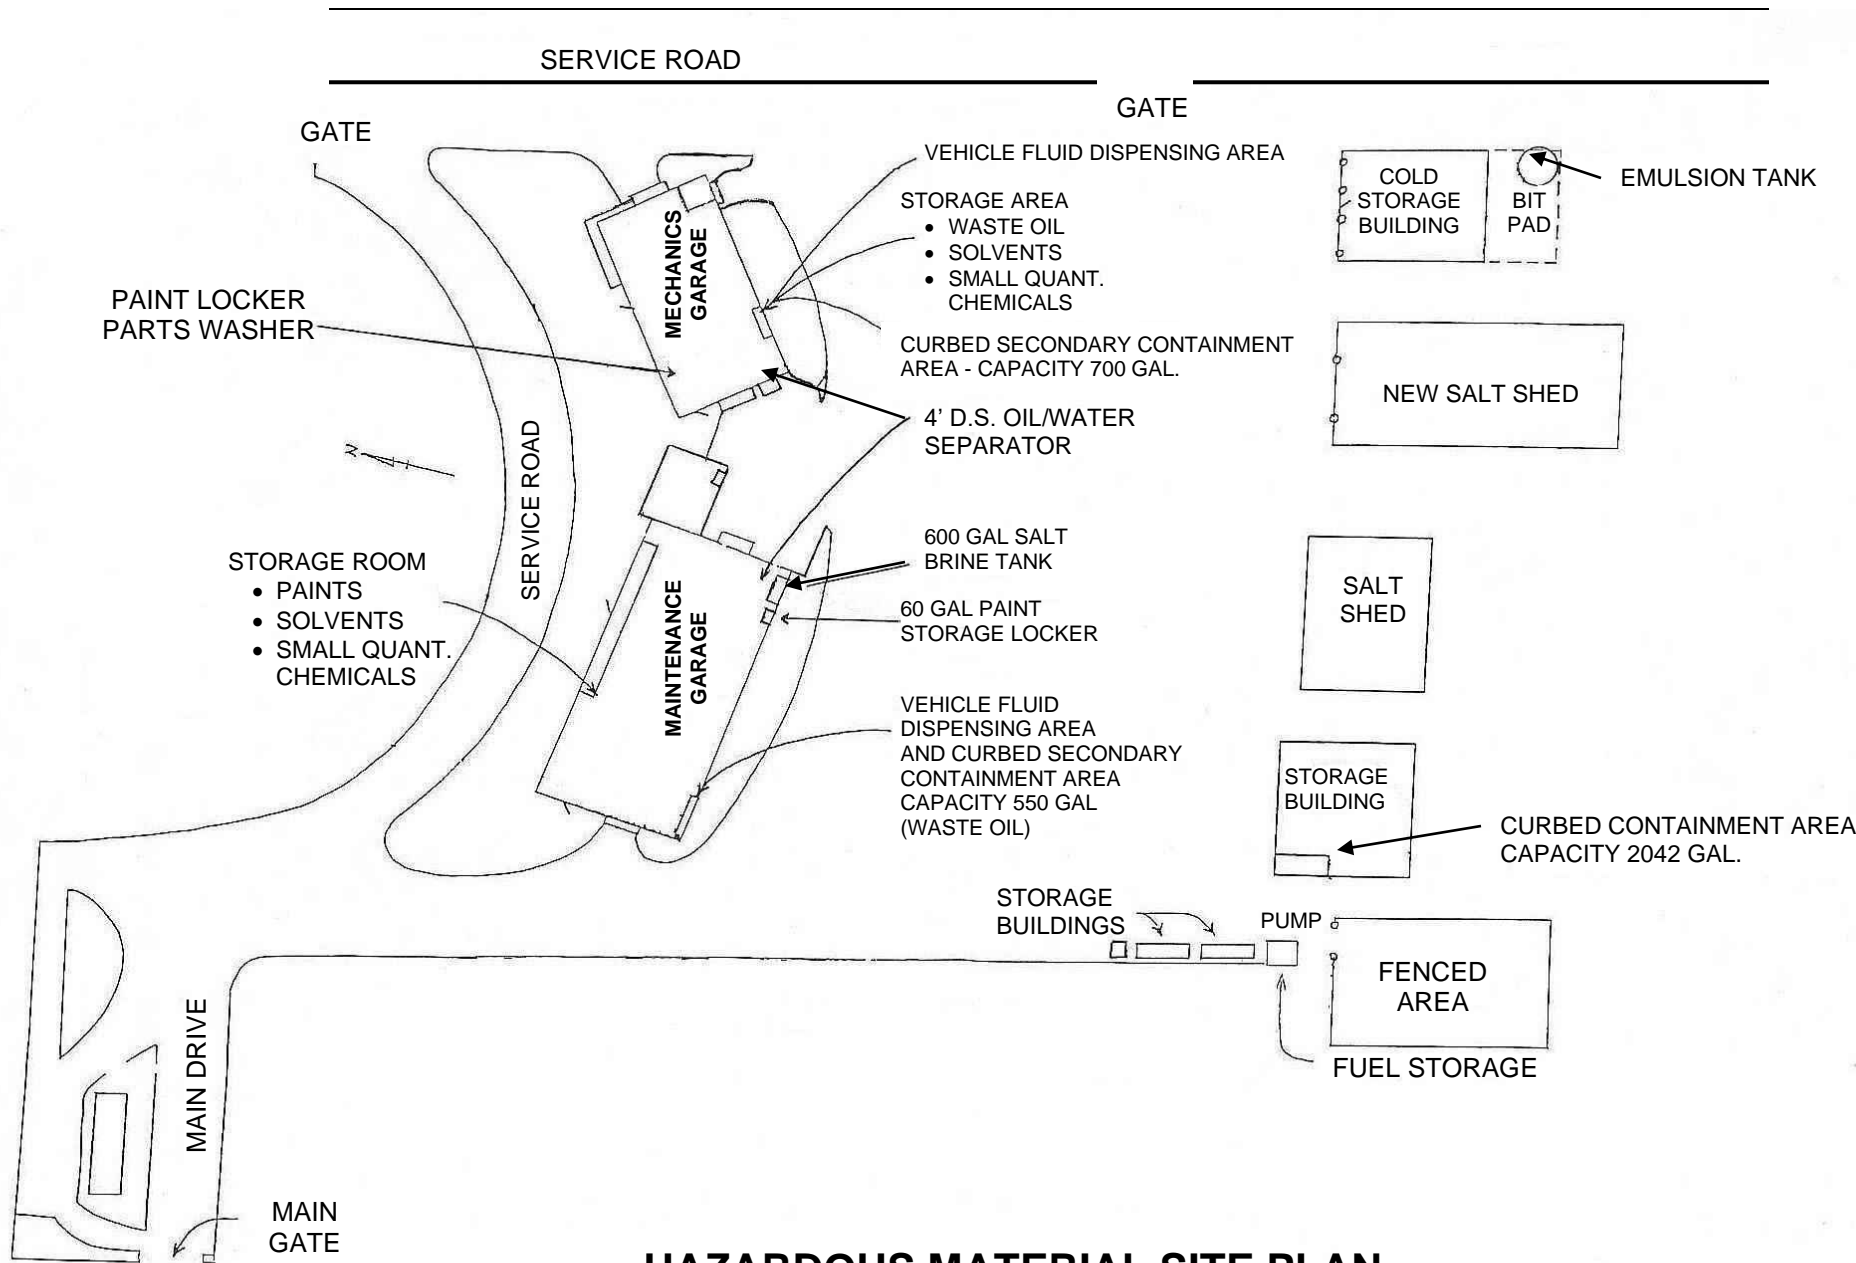 SERVICE ROAD
GATE
GATE
VEHICLE FLUID DISPENSING AREA
STORAGE AREA
• WASTE OIL
• SOLVENTS
• SMALL QUANT.
CHEMICALS
CURBED SECONDARY CONTAINMENT
AREA - CAPACITY 700 GAL.
4' D.S. OIL/WATER
SEPARATOR
COLD
STORAGE
BUILDING
BIT
PAD
EMULSION TANK
MECHANICS
GARAGE
PAINT LOCKER
PARTS WASHER
NEW SALT SHED
N
SERVICE ROAD
STORAGE ROOM
• PAINTS
• SOLVENTS
• SMALL QUANT.
CHEMICALS
600 GAL SALT
BRINE TANK
60 GAL PAINT
STORAGE LOCKER
MAINTENANCE
GARAGE
SALT
SHED
VEHICLE FLUID
DISPENSING AREA
AND CURBED SECONDARY
CONTAINMENT AREA
CAPACITY 550 GAL
(WASTE OIL)
STORAGE
BUILDING
CURBED CONTAINMENT AREA
CAPACITY 2042 GAL.
STORAGE
BUILDINGS
PUMP
FENCED
AREA
FUEL STORAGE
MAIN DRIVE
MAIN
GATE
HAZARDOUS MATERIAL SITE PLAN